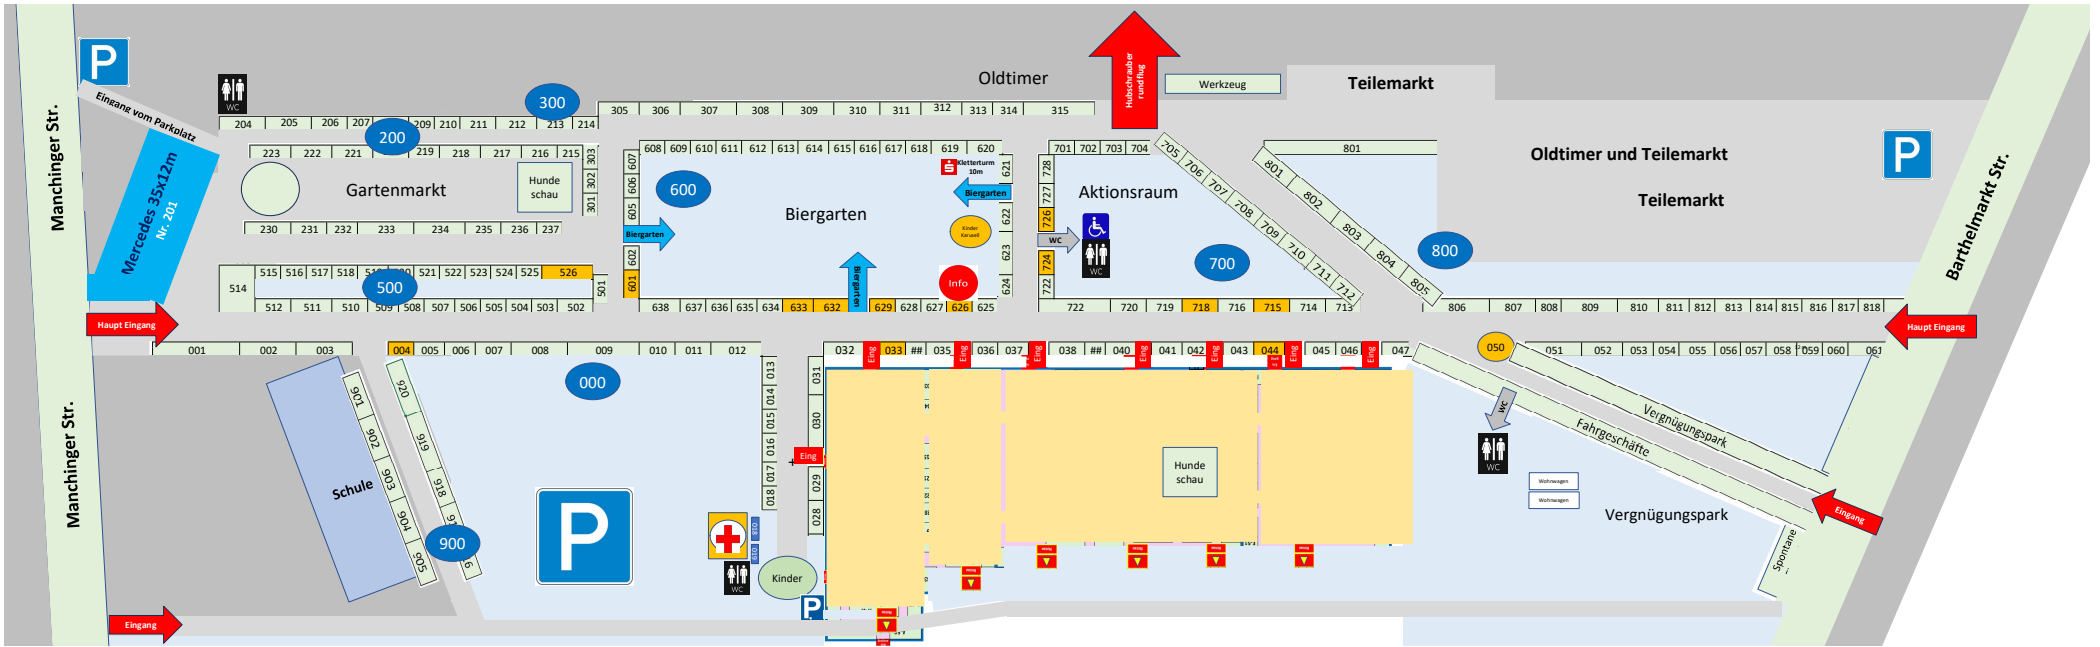 Oldtimer
Hubschrauber
rundflug
Werkzeug
Teilemarkt
P
Eingang vom Parkplatz
WC
300
305 306 307 308 309 310 311 312 313 314 315
204 205 206 207 209 210 211 212 213 214
200
223 222 221 219 218 217 216 215
303
302
301
Gartenmarkt
Hunde
schau
230 231 232 233 234 235 236 237
Manchinger Str.
Mercedes 35x12m
Nr. 201
608 609 610 611 612 613 614 615 616 617 618 619 620
607
606
605
602
601
600
Biergarten
Biergarten
Biergarten
Biergarten
S
Kletterturm
10m
Kinder
Karusell
Info
621
622
623
624
701 702 703 704
728
727
726
724
722
Aktionsraum
WC
WC
700
705
706
707
708
709
710
711
712
801
801
802
803
804
805
800
Oldtimer und Teilemarkt
Teilemarkt
P
Barthelmarkt Str.
514
515 516 517 518 521 522 523 524 525 526
500
501
512 511 510 509 508 507 506 505 504 503 502
638 637 636 635 634 633 632 629 628 627 626 625
722 720 719 718 716 715 714 713
806 807 808 809 810 811 812 813 814 815 816 817 818
Haupt Eingang
Haupt Eingang
001 002 003
004 005 006 007 008 009 010 011 012
032 033 ## 035 036 037 038 ## 040 041 042 043 044 045 046 047
Eing
Eing
Eing
Eing
Eing
Eing
Eing
050
051 052 053 054 055 056 057 058 059 060 061
000
013
014
015
016
017
018
031
030
029
028
Eing
Manchinger Str.
Schule
901
902
903
904
905
920
919
918
900
P
WC
Kinder
P
Hunde
schau
WC
WC
Vergnügungspark
Fahrgeschäfte
Wohnwagen
Wohnwagen
Vergnügungspark
Eingang
Spontane
Eingang